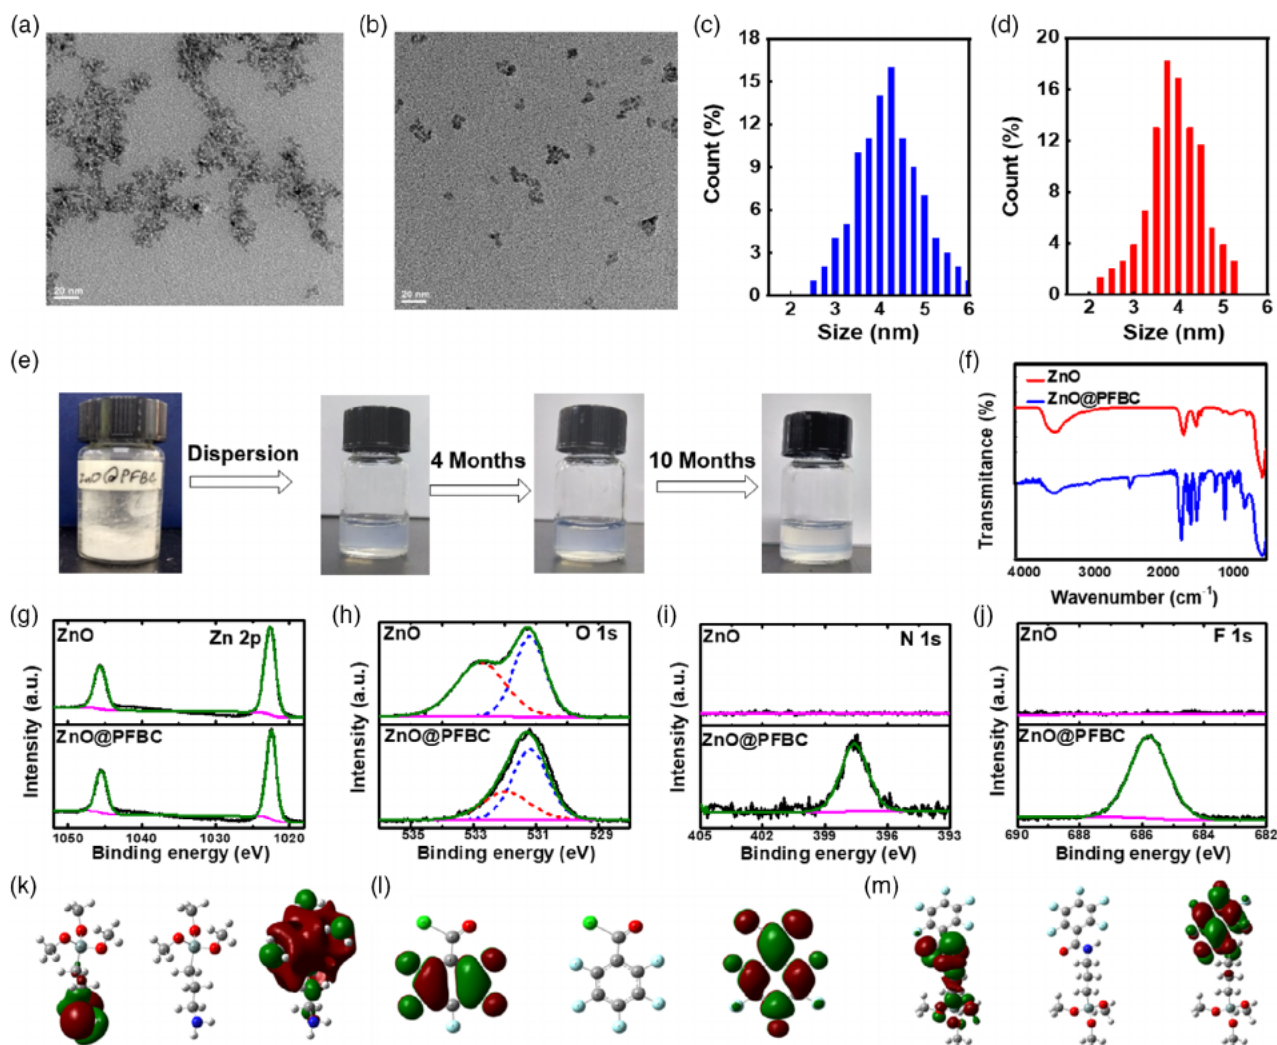 (a)
20 nm
(b)
20 nm
(c)
18
15
12
9
6
3
0
Count (%)
2 3 4 5 6
Size (nm)
(d)
20
16
12
8
4
0
Count (%)
2 3 4 5 6
Size (nm)
(e)
ZnO@PFBC
Dispersion
4 Months
10 Months
(f)
ZnO
ZnO@PFBC
Transmitance (%)
4000 3000 2000 1000
Wavenumber (cm⁻¹)
(g)
ZnO
Zn 2p
ZnO@PFBC
Intensity (a.u.)
1050 1040 1030 1020
Binding energy (eV)
(h)
ZnO
O 1s
ZnO@PFBC
Intensity (a.u.)
535 533 531 529
Binding energy (eV)
(i)
ZnO
N 1s
ZnO@PFBC
Intensity (a.u.)
405 402 399 396 393
Binding energy (eV)
(j)
ZnO
F 1s
ZnO@PFBC
Intensity (a.u.)
690 688 686 684 682
Binding energy (eV)
(k)
(l)
(m)